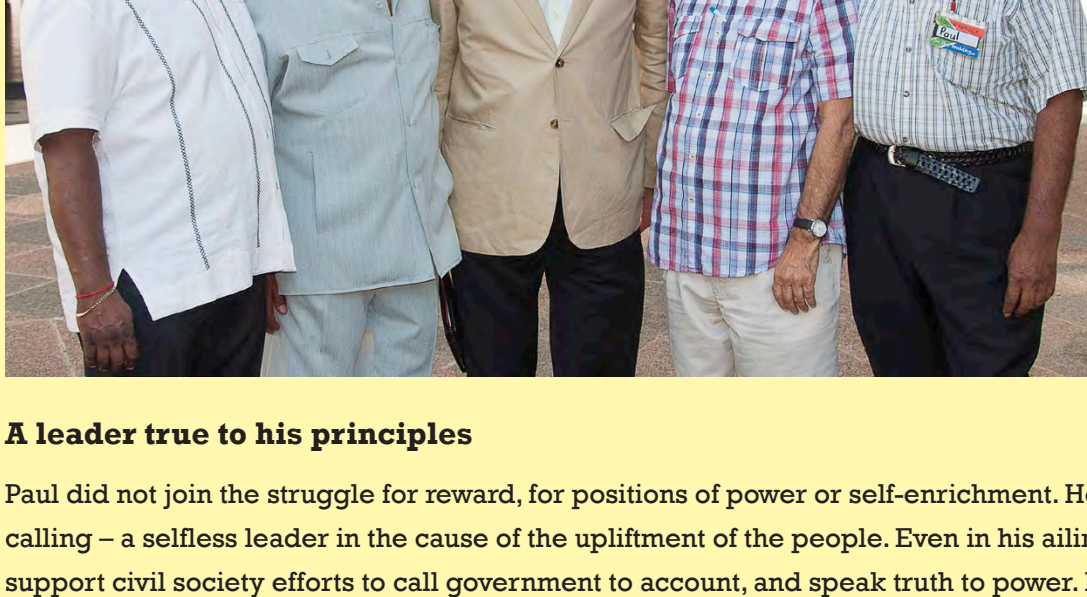 Paul
A leader true to his principles
Paul did not join the struggle for reward, for positions of power or self-enrichment. He
calling – a selfless leader in the cause of the upliftment of the people. Even in his
support civil society efforts to call government to account, and speak truth to power.